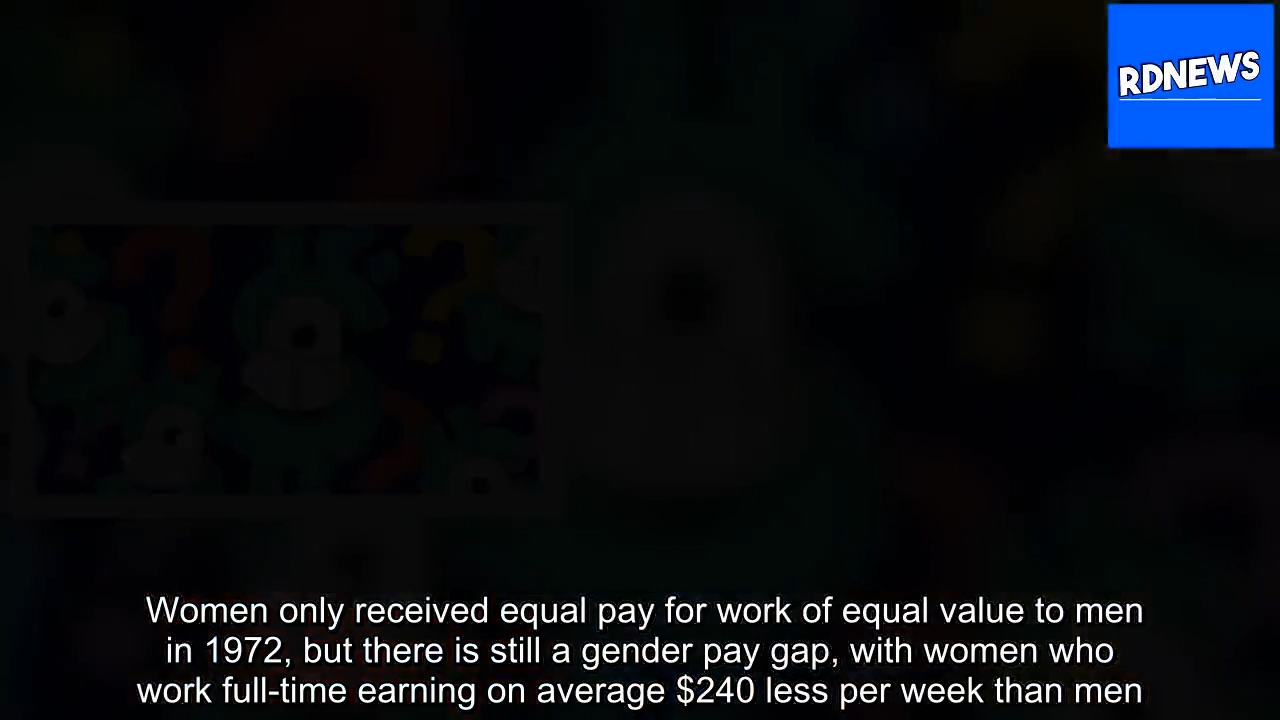 RDNEWS
Women only received equal pay for work of equal value to men
in 1972, but there is still a gender pay gap, with women who
work full-time earning on average $240 less per week than men